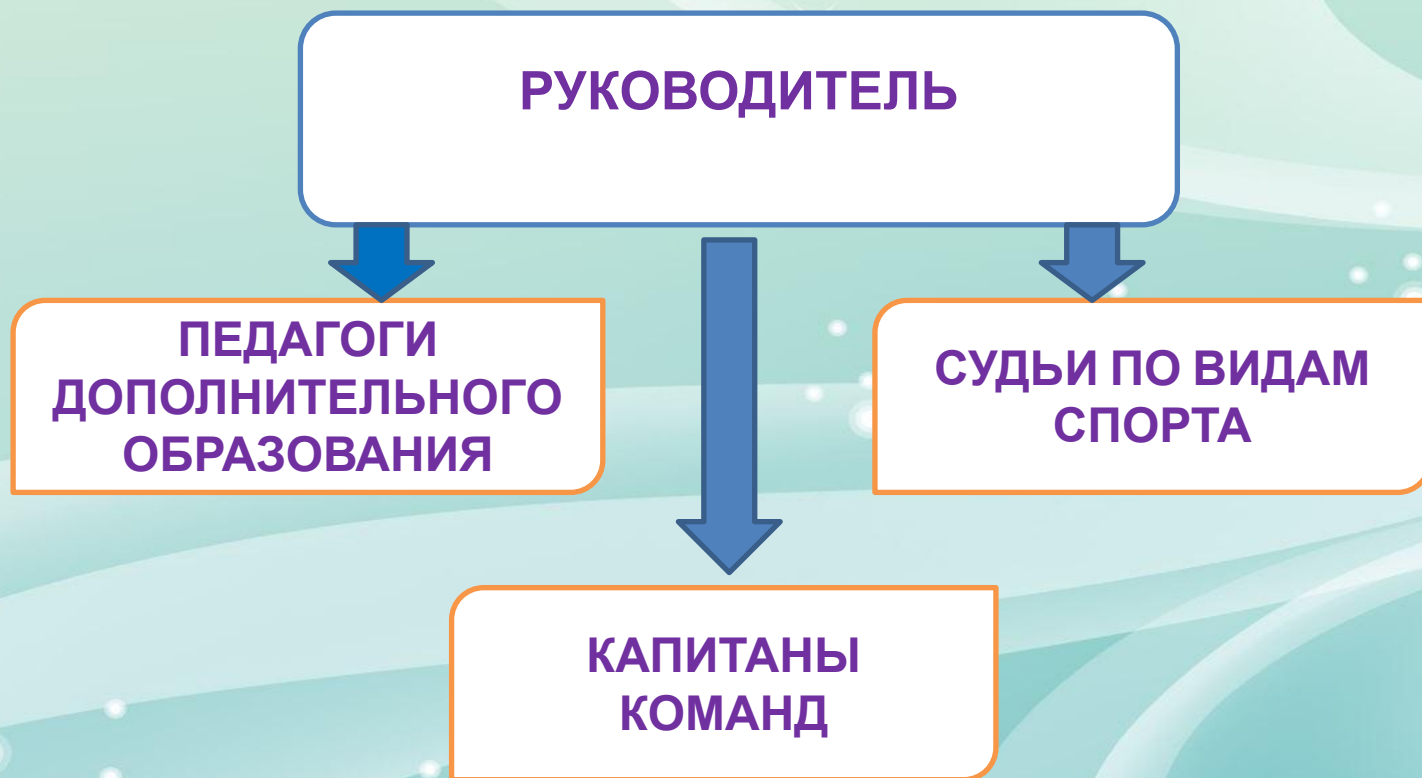 РУКОВОДИТЕЛЬ
ПЕДАГОГИ
ДОПОЛНИТЕЛЬНОГО
ОБРАЗОВАНИЯ
СУДЬИ ПО ВИДАМ
СПОРТА
КАПИТАНЫ
КОМАНД